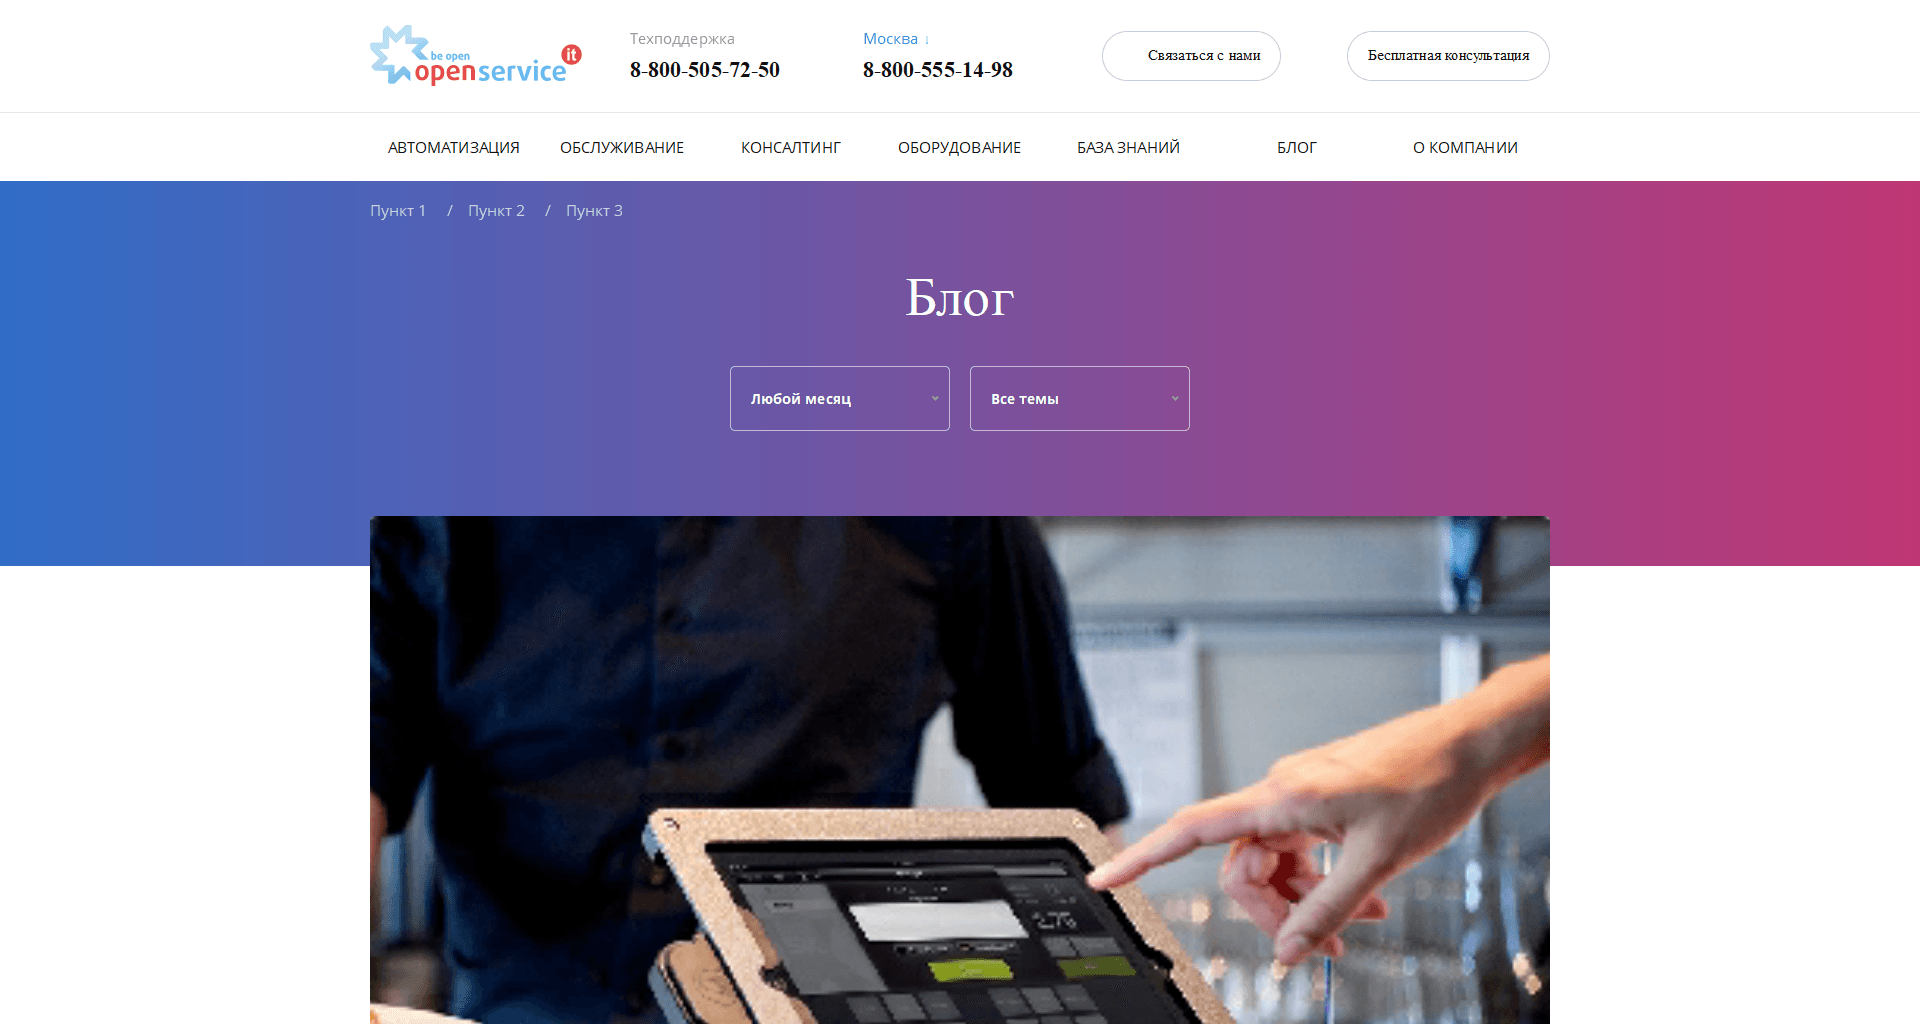 be open
openservice it
Техподдержка
8-800-505-72-50
Москва ↓
8-800-555-14-98
Связаться с нами
Бесплатная консультация
АВТОМАТИЗАЦИЯ
ОБСЛУЖИВАНИЕ
КОНСАЛТИНГ
ОБОРУДОВАНИЕ
БАЗА ЗНАНИЙ
БЛОГ
О КОМПАНИИ
Пункт 1 / Пункт 2 / Пункт 3
Блог
Любой месяц
Все темы